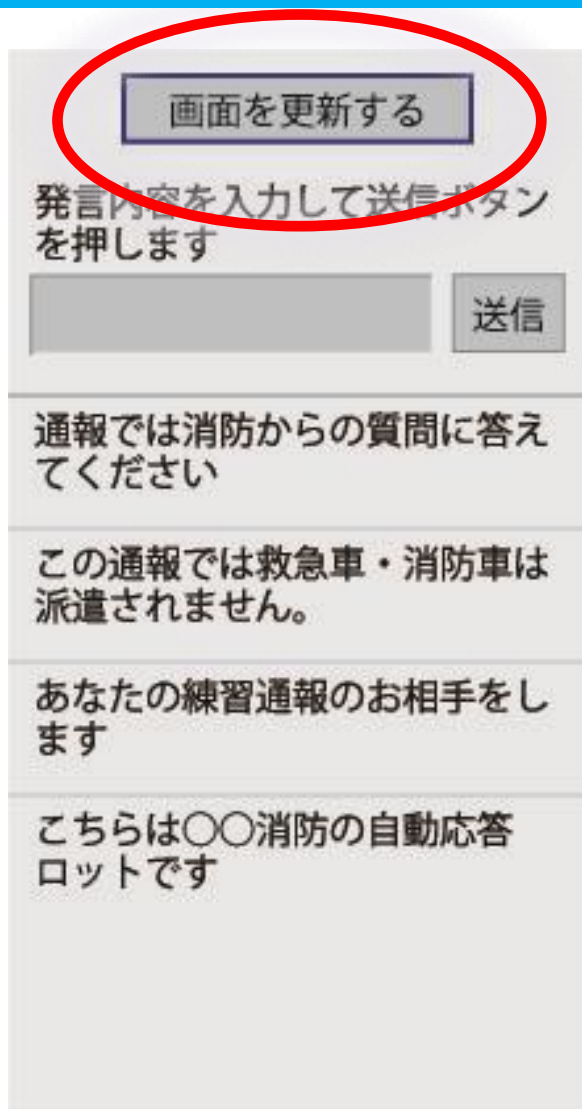 画面を更新する
発言内容を入力して送信ボタン
を押します
送信
通報では消防からの質問に答え
てください
この通報では救急車・消防車は
派遣されません。
あなたの練習通報のお相手をし
ます
こちらは〇〇消防の自動応答
ロットです